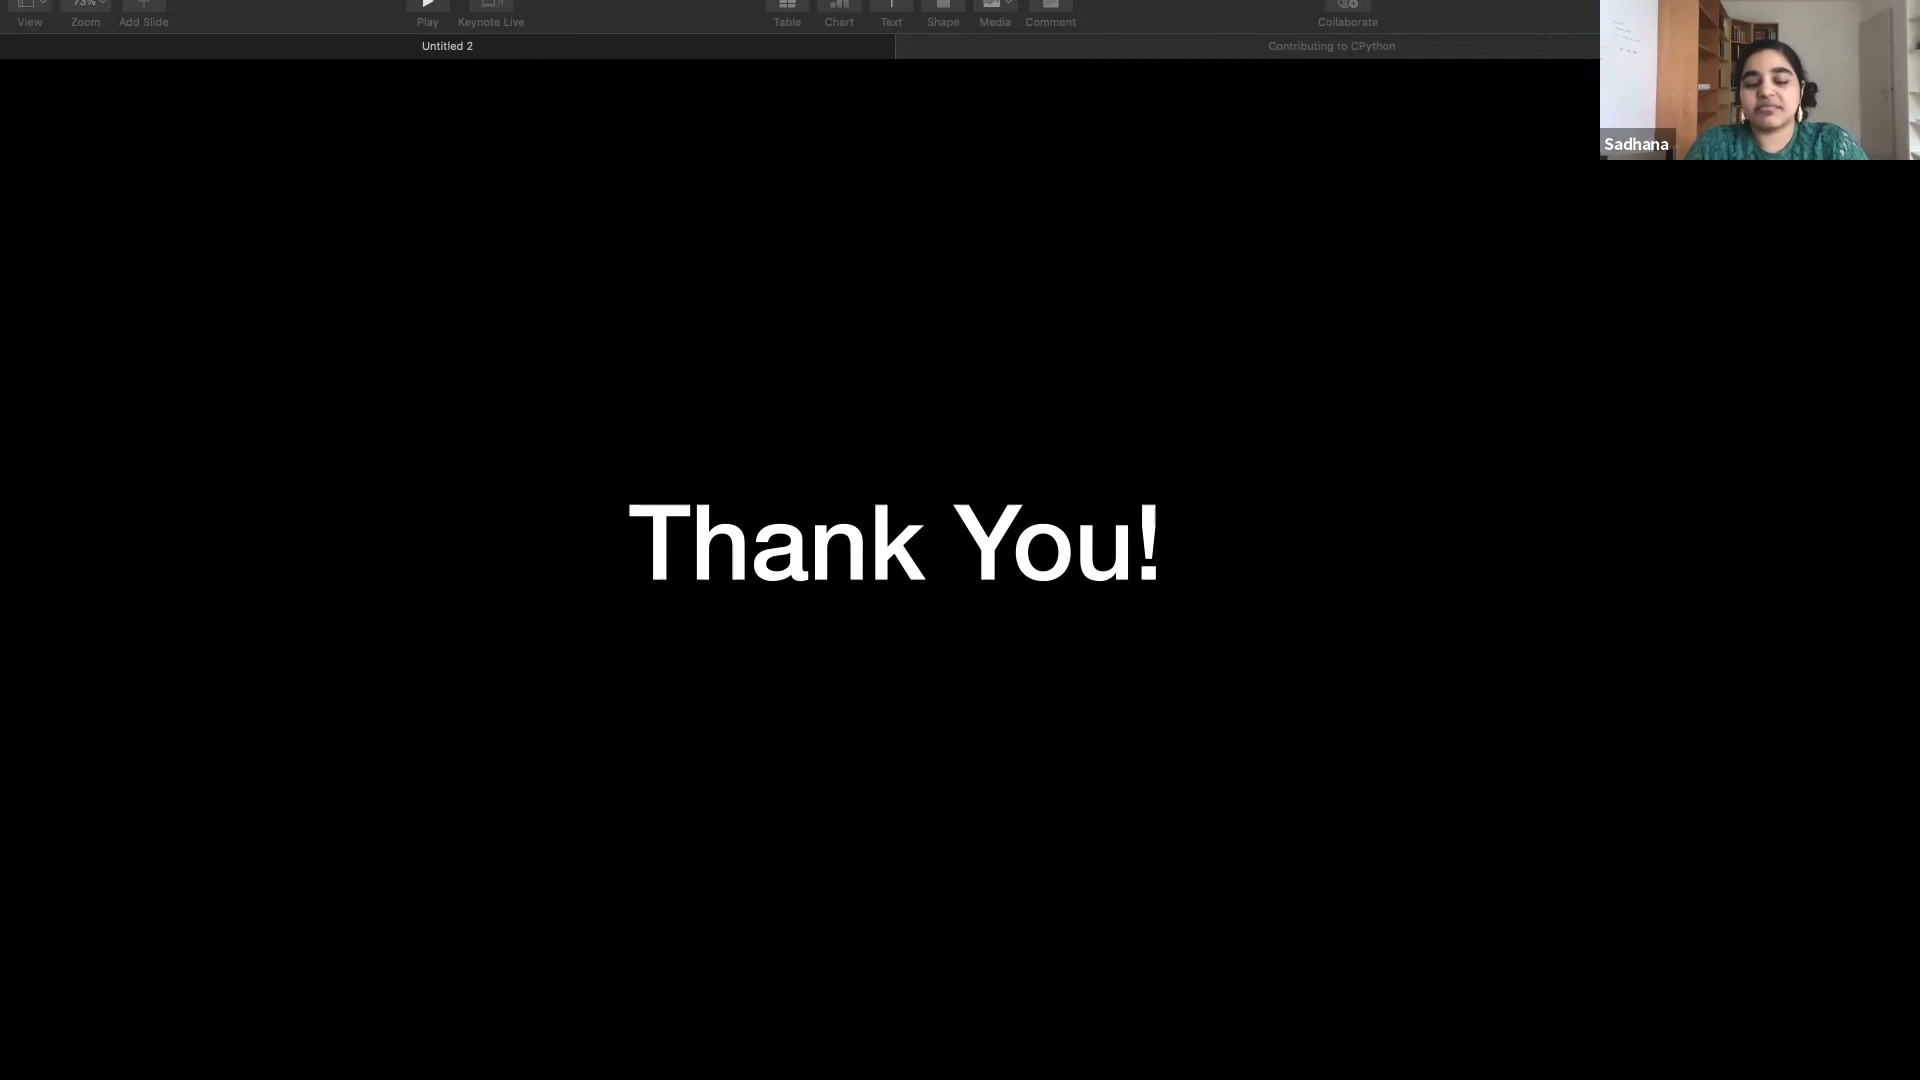 73%
View Zoom Add Slide Play Keynote Live Table Chart Text Shape Media Comment Collaborate
Untitled 2 Contributing to CPython
Sadhana
Thank You!